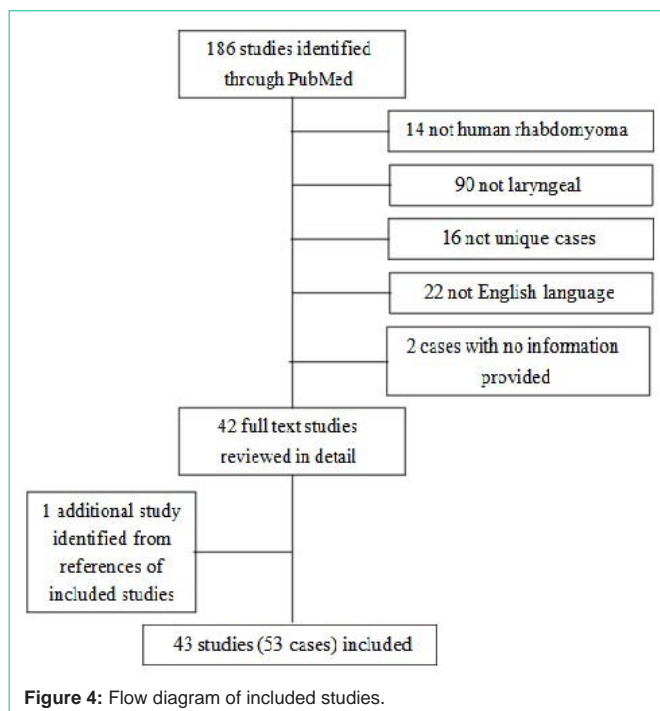 186 studies identified
through PubMed
14 not human rhabdomyoma
90 not laryngeal
16 not unique cases
22 not English language
2 cases with no information
provided
42 full text studies
reviewed in detail
1 additional study
identified from
references of
included studies
43 studies (53 cases) included
Figure 4: Flow diagram of included studies.